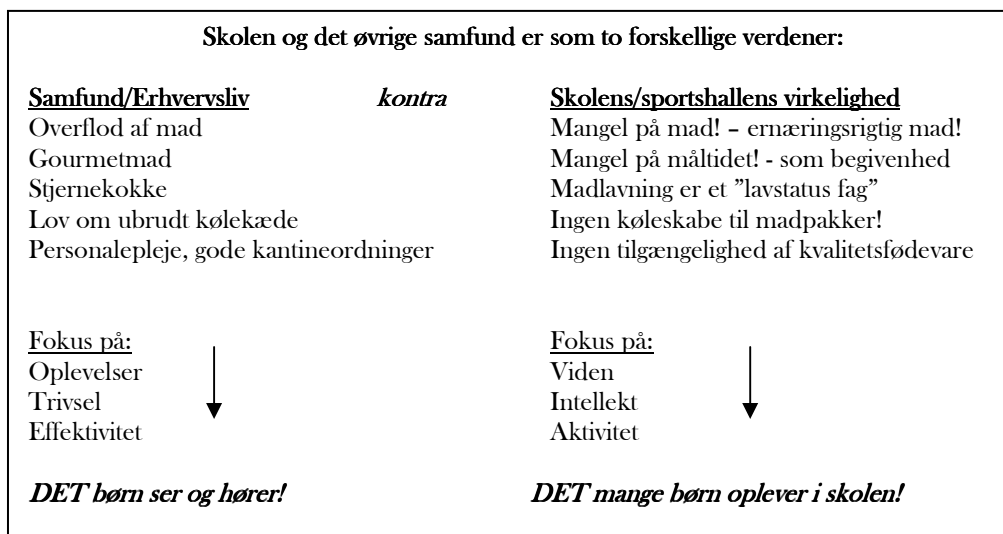 Skolen og det øvrige samfund er som to forskellige verdener:
Samfund/Erhvervsliv kontra Skolens/sportshallens virkelighed
Overflod af mad Mangel på mad! – ernæringsrigtig mad!
Gourmetmad Mangel på måltidet! - som begivenhed
Stjernekokke Madlavning er et ”lavstatus fag”
Lov om ubrudt kølekæde Ingen køleskabe til madpakker!
Personalepleje, gode kantineordninger Ingen tilgængelighed af kvalitetsfødevare
Fokus på: Fokus på:
Oplevelser Viden
Trivsel Intellekt
Effektivitet Aktivitet
DET børn ser og hører! DET mange børn oplever i skolen!